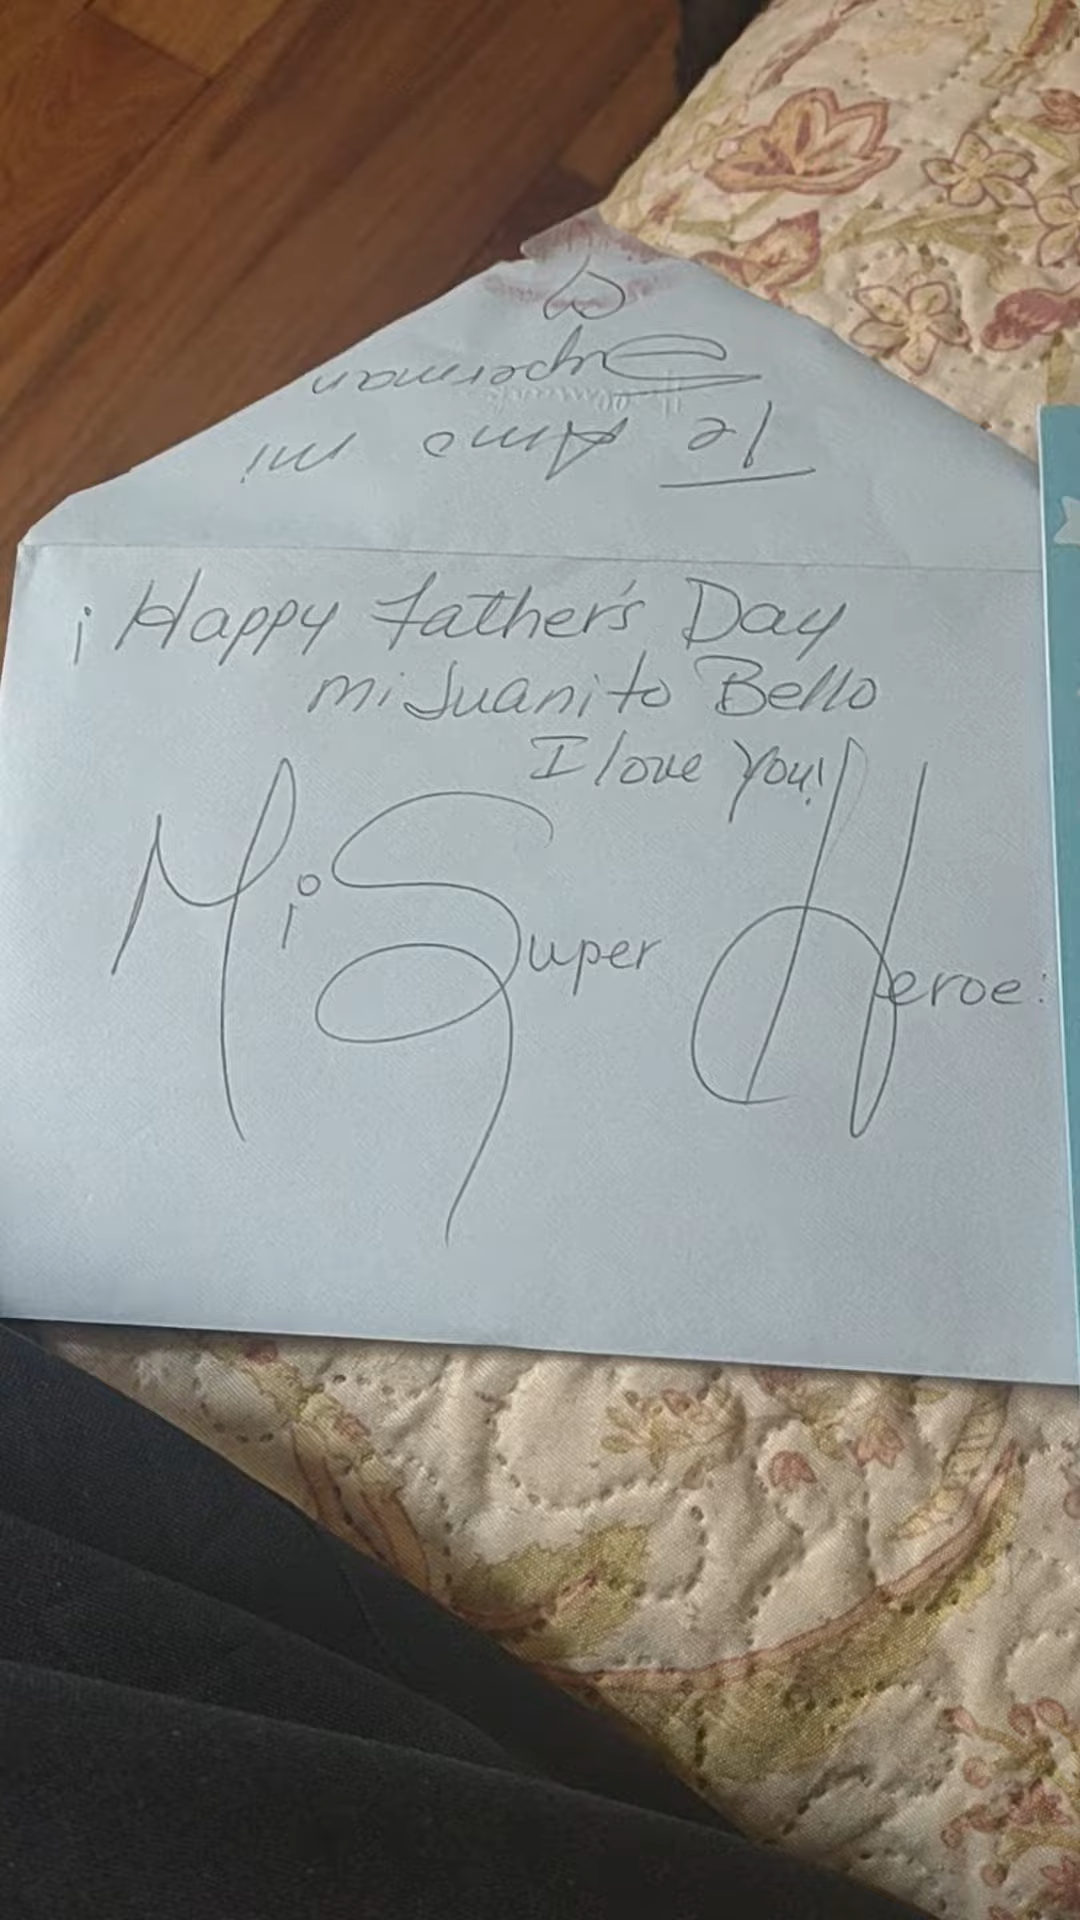 Te Amo mi
Superman
¡Happy Father's Day
mi Juanito Bello
I love You!
Mi Super Heroe: